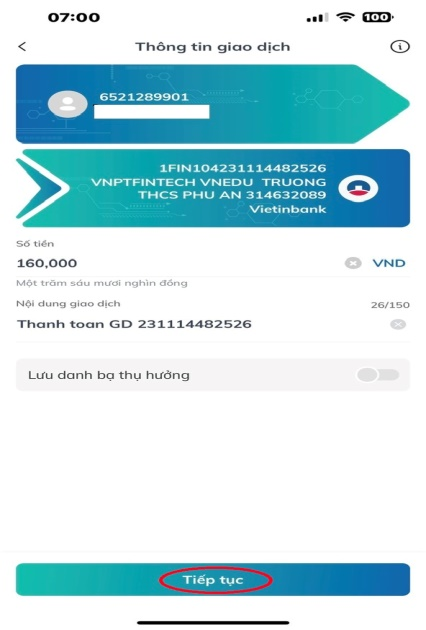 07:00
100
Thông tin giao dịch
6521289901
1FIN104231114482526
VNPTFINTECH VNEDU TRUONG
THCS PHU AN 314632089
Vietinbank
Số tiền
160,000
VND
Một trăm sáu mươi nghìn đồng
Nội dung giao dịch
26/150
Thanh toan GD 231114482526
Lưu danh bạ thụ hưởng
Tiếp tục